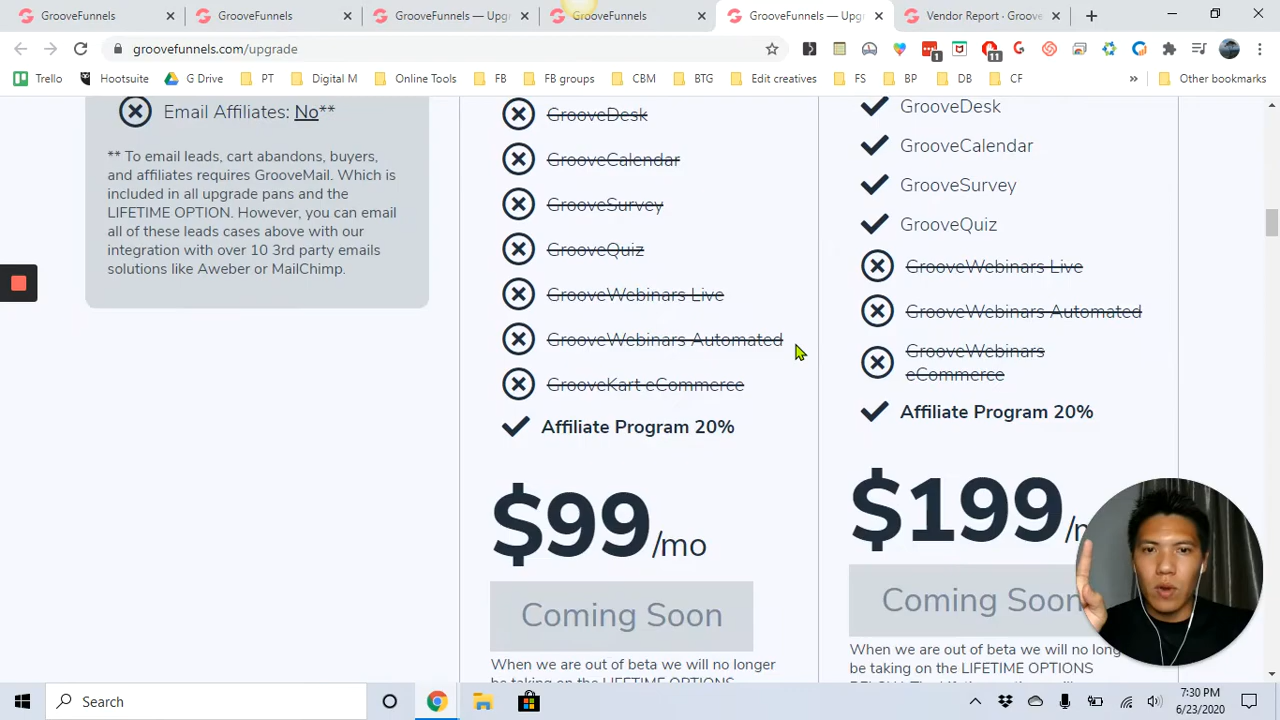 GrooveFunnels
GrooveFunnels
GrooveFunnels — Upg
GrooveFunnels
GrooveFunnels — Upg
Vendor Report · Groove
groovefunnels.com/upgrade
1
11
Trello
Hootsuite
G Drive
PT
Digital M
Online Tools
FB
FB groups
CBM
BTG
Edit creatives
FS
BP
DB
CF
»
Other bookmarks
Email Affiliates: No**
** To email leads, cart abandons, buyers,
and affiliates requires GrooveMail. Which is
included in all upgrade panes and the
LIFETIME OPTION. However, you can email
all of these leads cases above with our
integration with over 10 3rd party emails
solutions like Aweber or MailChimp.
GrooveDesk
GrooveCalendar
GrooveSurvey
GrooveQuiz
GrooveWebinars Live
GrooveWebinars Automated
GrooveKart eCommerce
Affiliate Program 20%
$99/mo
Coming Soon
When we are out of beta we will no longer
GrooveDesk
GrooveCalendar
GrooveSurvey
GrooveQuiz
GrooveWebinars Live
GrooveWebinars Automated
GrooveWebinars
eCommerce
Affiliate Program 20%
$199/m
Coming Soon
When we are out of beta we will no long
be taking on the LIFETIME OPTIONS
Search
7:30 PM
6/23/2020